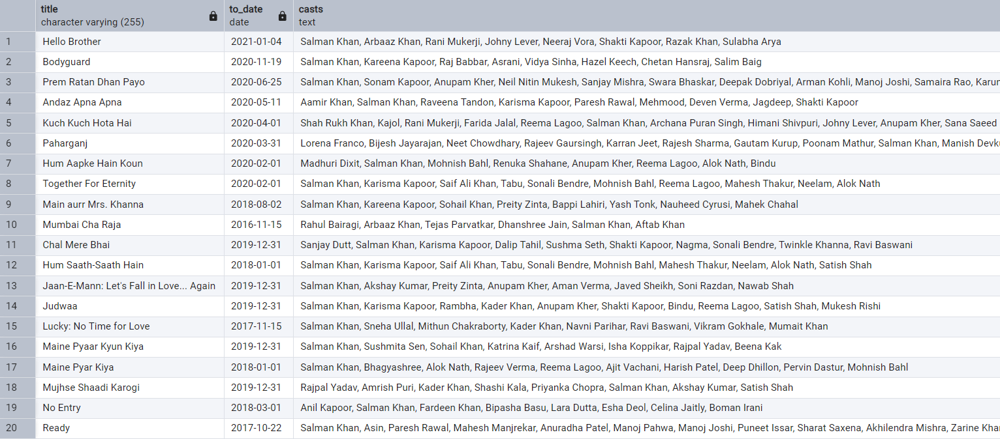 title to_date casts
character varying (255) date text
1 Hello Brother 2021-01-04 Salman Khan, Arbaaz Khan, Rani Mukerji, Johny Lever, Neeraj Vora, Shakti Kapoor, Razak Khan, Sulabha Arya
2 Bodyguard 2020-11-19 Salman Khan, Kareena Kapoor, Raj Babbar, Asrani, Vidya Sinha, Hazel Keech, Chetan Hansraj, Salim Baig
3 Prem Ratan Dhan Payo 2020-06-25 Salman Khan, Sonam Kapoor, Anupam Kher, Neil Nitin Mukesh, Sanjay Mishra, Swara Bhaskar, Deepak Dobriyal, Arman Kohli, Manoj Joshi, Samaira Rao,
4 Andaz Apna Apna 2020-05-11 Aamir Khan, Salman Khan, Raveena Tandon, Karisma Kapoor, Paresh Rawal, Mehmood, Deven Verma, Jagdeep, Shakti Kapoor
5 Kuch Kuch Hota Hai 2020-04-01 Shah Rukh Khan, Kajol, Rani Mukerji, Farida Jalal, Reema Lagoo, Salman Khan, Archana Puran Singh, Himani Shivpuri, Johny Lever, Anupam Kher, Sana Saeed
6 Paharganj 2020-03-31 Lorena Franco, Bijesh Jayarajan, Neet Chowdhary, Rajeev Gaursingh, Karran Jeet, Rajesh Sharma, Gautam Kurup, Poonam Mathur, Salman Khan, Manish
7 Hum Aapke Hain Koun 2020-02-01 Madhuri Dixit, Salman Khan, Mohnish Bahl, Renuka Shahane, Anupam Kher, Reema Lagoo, Alok Nath, Bindu
8 Together For Eternity 2020-02-01 Salman Khan, Karisma Kapoor, Saif Ali Khan, Tabu, Sonali Bendre, Mohnish Bahl, Reema Lagoo, Mahesh Thakur, Neelam, Alok Nath
9 Main aurr Mrs. Khanna 2018-08-02 Salman Khan, Kareena Kapoor, Sohail Khan, Preity Zinta, Bappi Lahiri, Yash Tonk, Nauheed Cyrusi, Mahek Chahal
10 Mumbai Cha Raja 2016-11-15 Rahul Bairagi, Arbaaz Khan, Tejas Parvatkar, Dhanshree Jain, Salman Khan, Aftab Khan
11 Chal Mere Bhai 2019-12-31 Sanjay Dutt, Salman Khan, Karisma Kapoor, Dalip Tahil, Sushma Seth, Shakti Kapoor, Nagma, Sonali Bendre, Twinkle Khanna, Ravi Baswani
12 Hum Saath-Saath Hain 2018-01-01 Salman Khan, Karisma Kapoor, Saif Ali Khan, Tabu, Sonali Bendre, Mohnish Bahl, Mahesh Thakur, Neelam, Alok Nath, Satish Shah
13 Jaan-E-Mann: Let's Fall in Love... Again 2019-12-31 Salman Khan, Akshay Kumar, Preity Zinta, Anupam Kher, Aman Verma, Javed Sheikh, Soni Razdan, Nawab Shah
14 Judwaa 2019-12-31 Salman Khan, Karisma Kapoor, Rambha, Kader Khan, Anupam Kher, Shakti Kapoor, Bindu, Reema Lagoo, Satish Shah, Mukesh Rishi
15 Lucky: No Time for Love 2017-11-15 Salman Khan, Sneha Ullal, Mithun Chakraborty, Kader Khan, Navni Parihar, Ravi Baswani, Vikram Gokhale, Mumait Khan
16 Maine Pyaar Kyun Kiya 2019-12-31 Salman Khan, Sushmita Sen, Sohail Khan, Katrina Kaif, Arshad Warsi, Isha Koppikar, Rajpal Yadav, Beena Kak
17 Maine Pyar Kiya 2018-01-01 Salman Khan, Bhagyashree, Alok Nath, Rajeev Verma, Reema Lagoo, Ajit Vachani, Harish Patel, Deep Dhillon, Pervin Dastur, Mohnish Bahl
18 Mujhse Shaadi Karogi 2019-12-31 Rajpal Yadav, Amrish Puri, Kader Khan, Shashi Kala, Priyanka Chopra, Salman Khan, Akshay Kumar, Satish Shah
19 No Entry 2018-03-01 Anil Kapoor, Salman Khan, Fardeen Khan, Bipasha Basu, Lara Dutta, Esha Deol, Celina Jaitly, Boman Irani
20 Ready 2017-10-22 Salman Khan, Asin, Paresh Rawal, Mahesh Manjrekar, Anuradha Patel, Manoj Pahwa, Manoj Joshi, Puneet Issar, Sharat Saxena, Akhilendra Mishra, Zarine